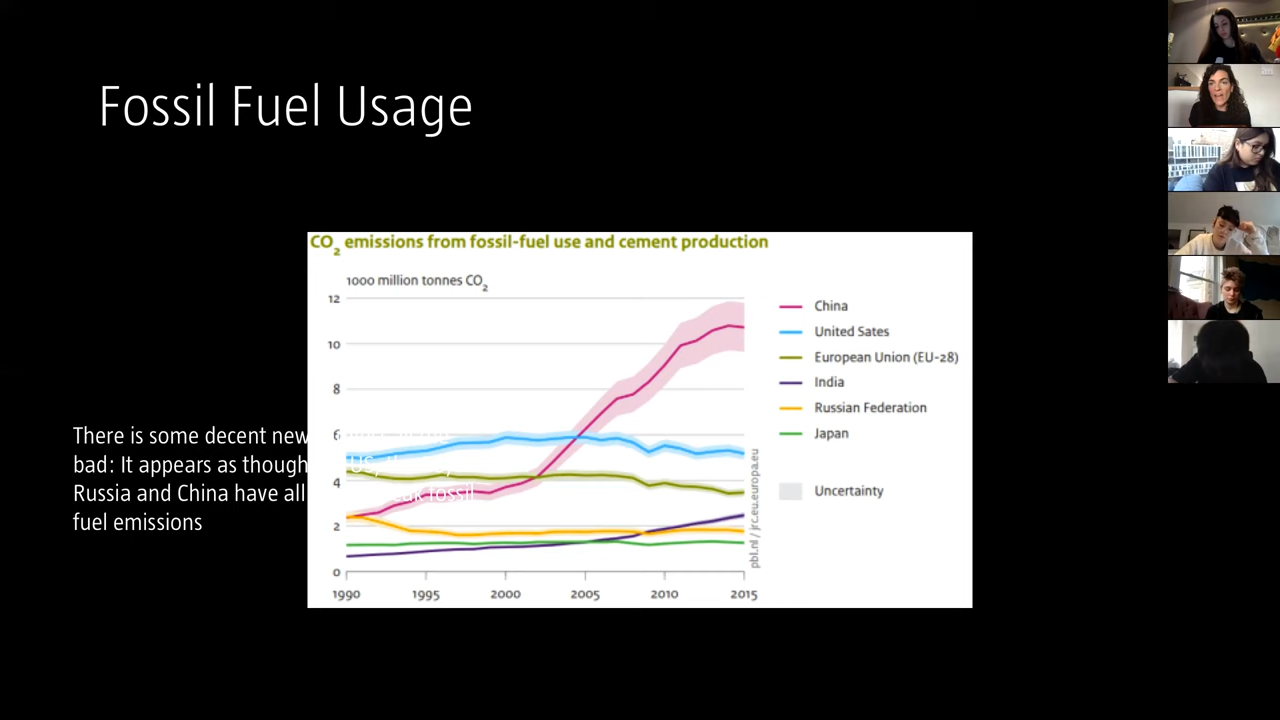 Fossil Fuel Usage
CO2 emissions from fossil-fuel use and cement production
1000 million tonnes CO2
12
10
8
6
4
2
0
1990 1995 2000 2005 2010 2015
China
United Sates
European Union (EU-28)
India
Russian Federation
Japan
Uncertainty
pbl.nl / jrc.eu.europa.eu
There is some decent new
bad: It appears as though US,
Russia and China have all fossil
fuel emissions